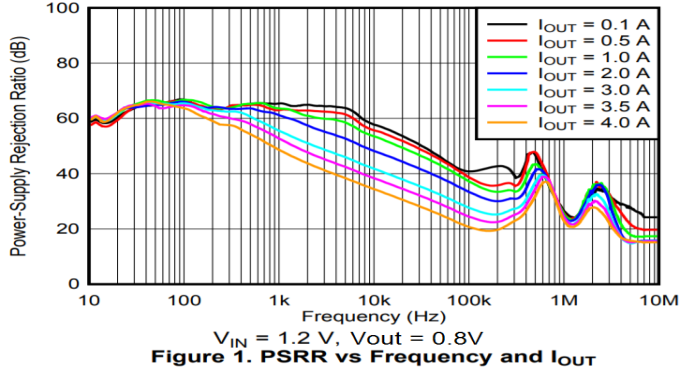 100
80
60
40
20
0
Power-Supply Rejection Ratio (dB)
IOUT = 0.1 A
IOUT = 0.5 A
IOUT = 1.0 A
IOUT = 2.0 A
IOUT = 3.0 A
IOUT = 3.5 A
IOUT = 4.0 A
10 100 1k 10k 100k 1M 10M
Frequency (Hz)
VIN = 1.2 V, Vout = 0.8V
Figure 1. PSRR vs Frequency and IOUT